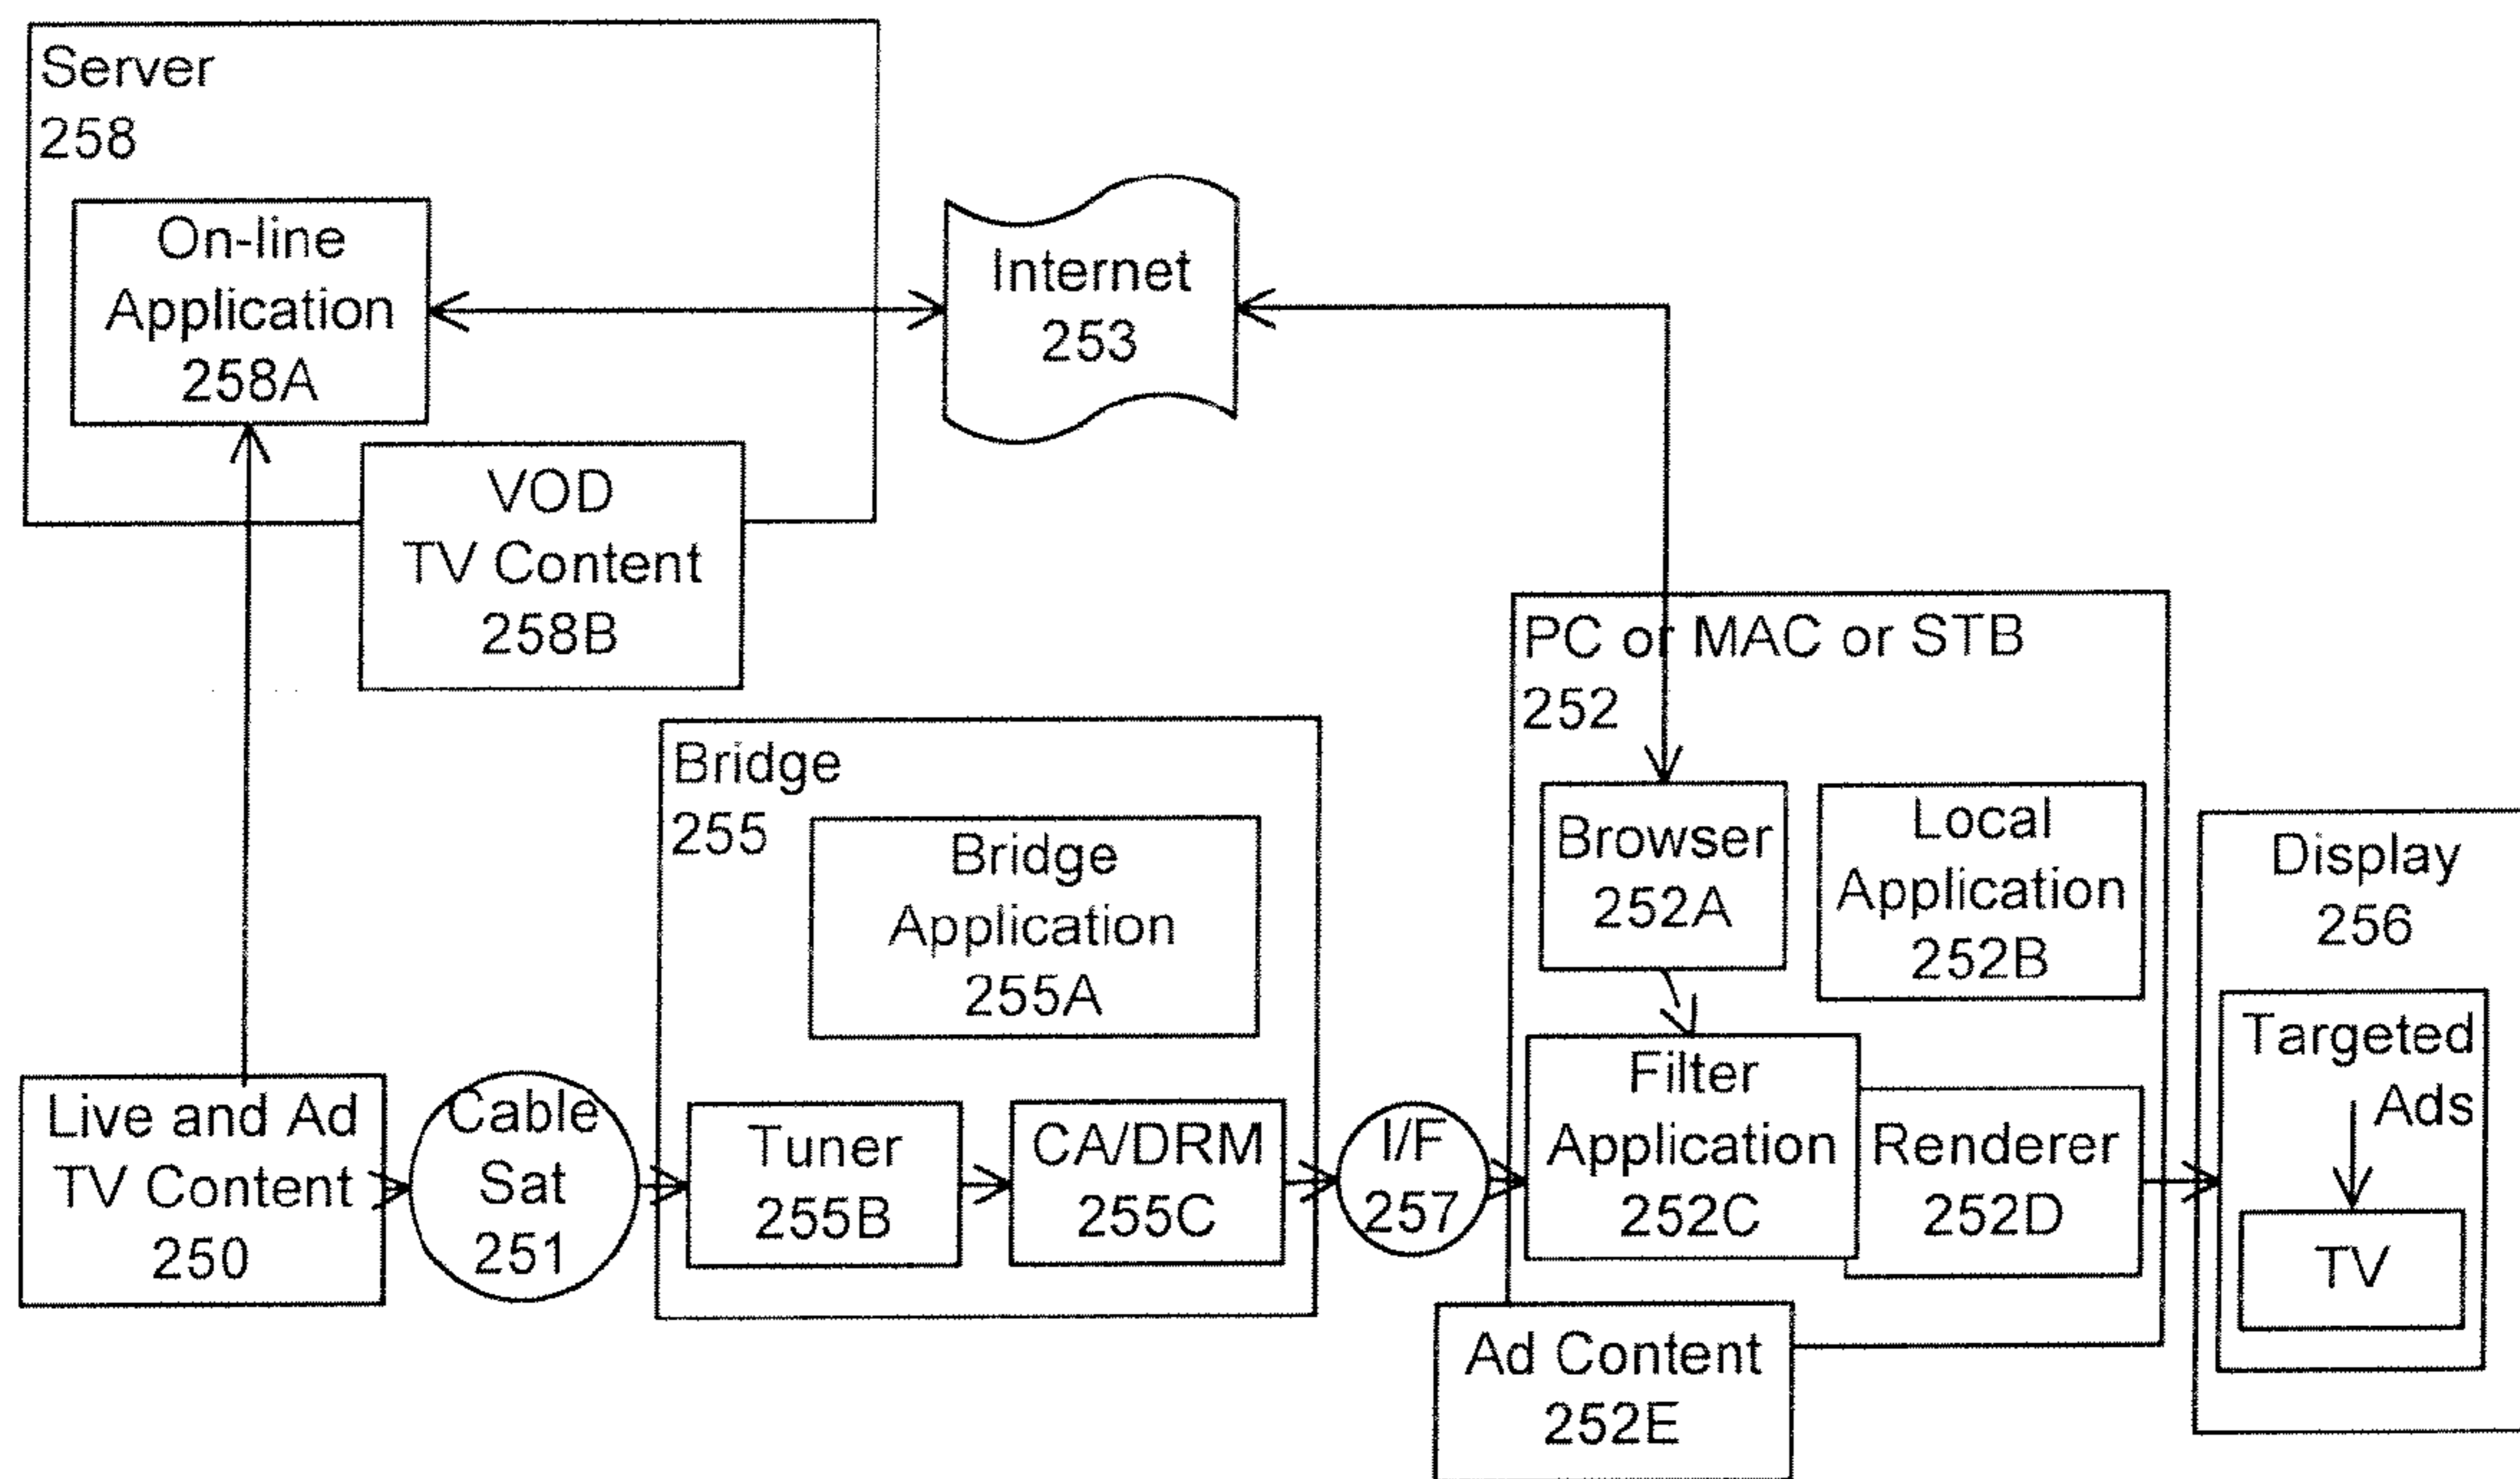 Server
258
On-line
Application
258A
VOD
TV Content
258B
Internet
253
PC or MAC or STB
252
Browser
252A
Local
Application
252B
Filter
Application
252C
Renderer
252D
Ad Content
252E
Bridge
255
Bridge
Application
255A
Tuner
255B
CA/DRM
255C
I/F
257
Live and Ad
TV Content
250
Cable
Sat
251
Display
256
Targeted
Ads
TV